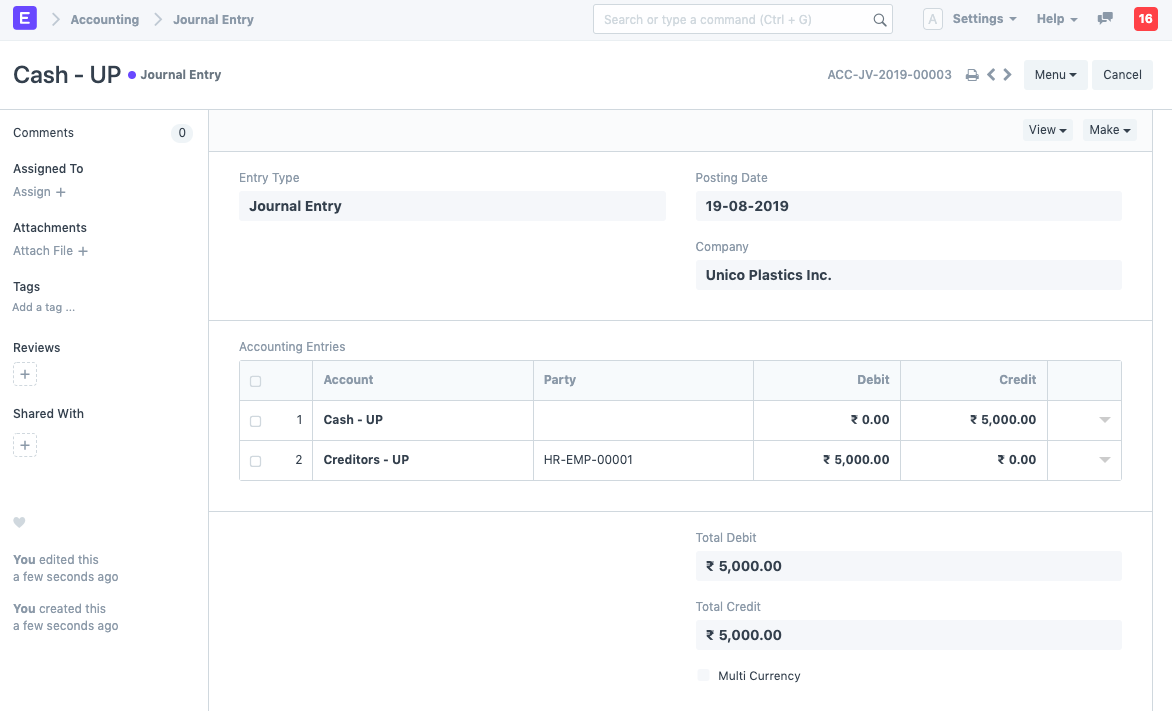 E Accounting Journal Entry Search or type a command (Ctrl + G) A Settings Help 16
Cash - UP Journal Entry ACC-JV-2019-00003 Menu Cancel
Comments 0
View Make
Assigned To
Assign +
Attachments
Attach File +
Tags
Add a tag ...
Reviews
+
Shared With
+
You edited this
a few seconds ago
You created this
a few seconds ago
Entry Type
Journal Entry
Posting Date
19-08-2019
Company
Unico Plastics Inc.
Accounting Entries
Account Party Debit Credit
1 Cash - UP ₹ 0.00 ₹ 5,000.00
2 Creditors - UP HR-EMP-00001 ₹ 5,000.00 ₹ 0.00
Total Debit
₹ 5,000.00
Total Credit
₹ 5,000.00
Multi Currency